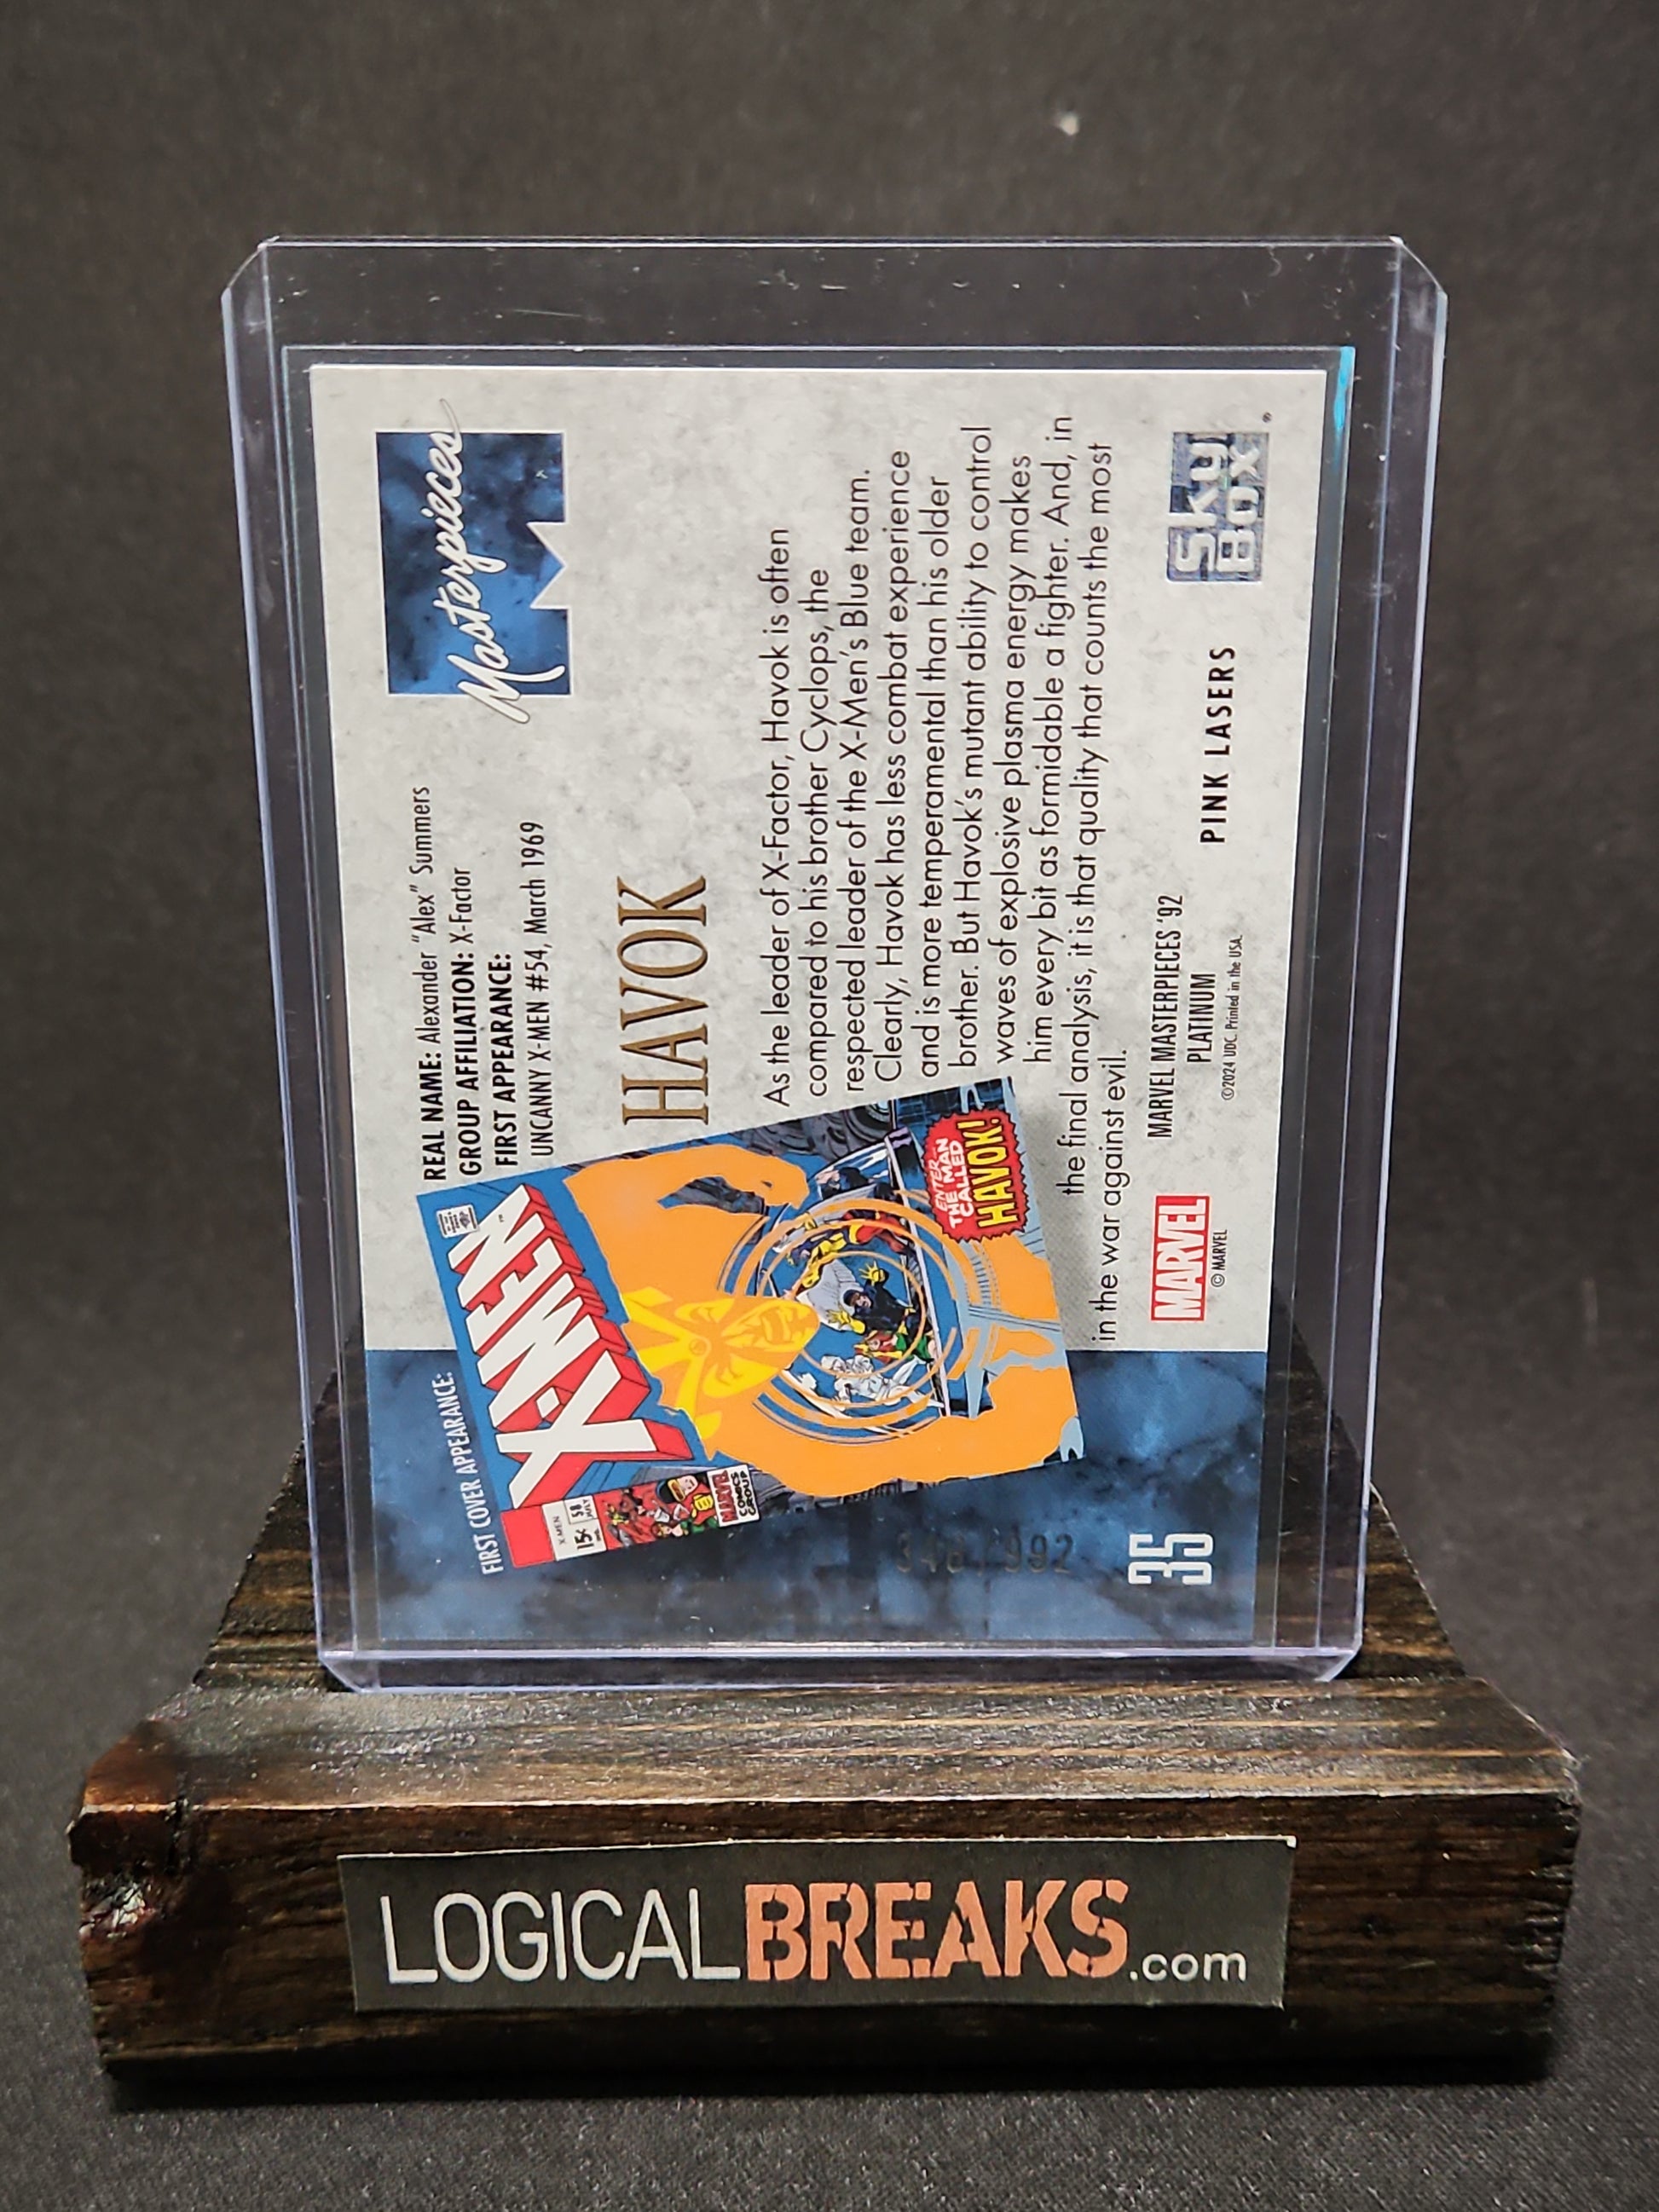 Masterpieces
REAL NAME: Alexander "Alex" Summers
GROUP AFFILIATION: X-Factor
FIRST APPEARANCE:
UNCANNY X-MEN #54, March 1969
HAVOK
As the leader of X-Factor, Havok is often
compared to his brother Cyclops, the
respected leader of the X-Men's Blue team.
Clearly, Havok has less combat experience
and is more temperamental than his older
brother. But Havok's mutant ability to control
waves of explosive plasma energy makes
him every bit as formidable a fighter. And, in
the final analysis, it is that quality that counts the most
in the war against evil.
FIRST COVER APPEARANCE:
X-MEN
™
X-MEN
15¢
58
JULY
MARVEL
COMICS
GROUP
ENTER...
THE MAN
CALLED
HAVOK!
MARVEL
© MARVEL
MARVEL MASTERPIECES '92
PLATINUM
©2024 UDC. Printed in the USA.
PINK LASERS
SkyBox
®
/992
35
LOGICALBREAKS.com